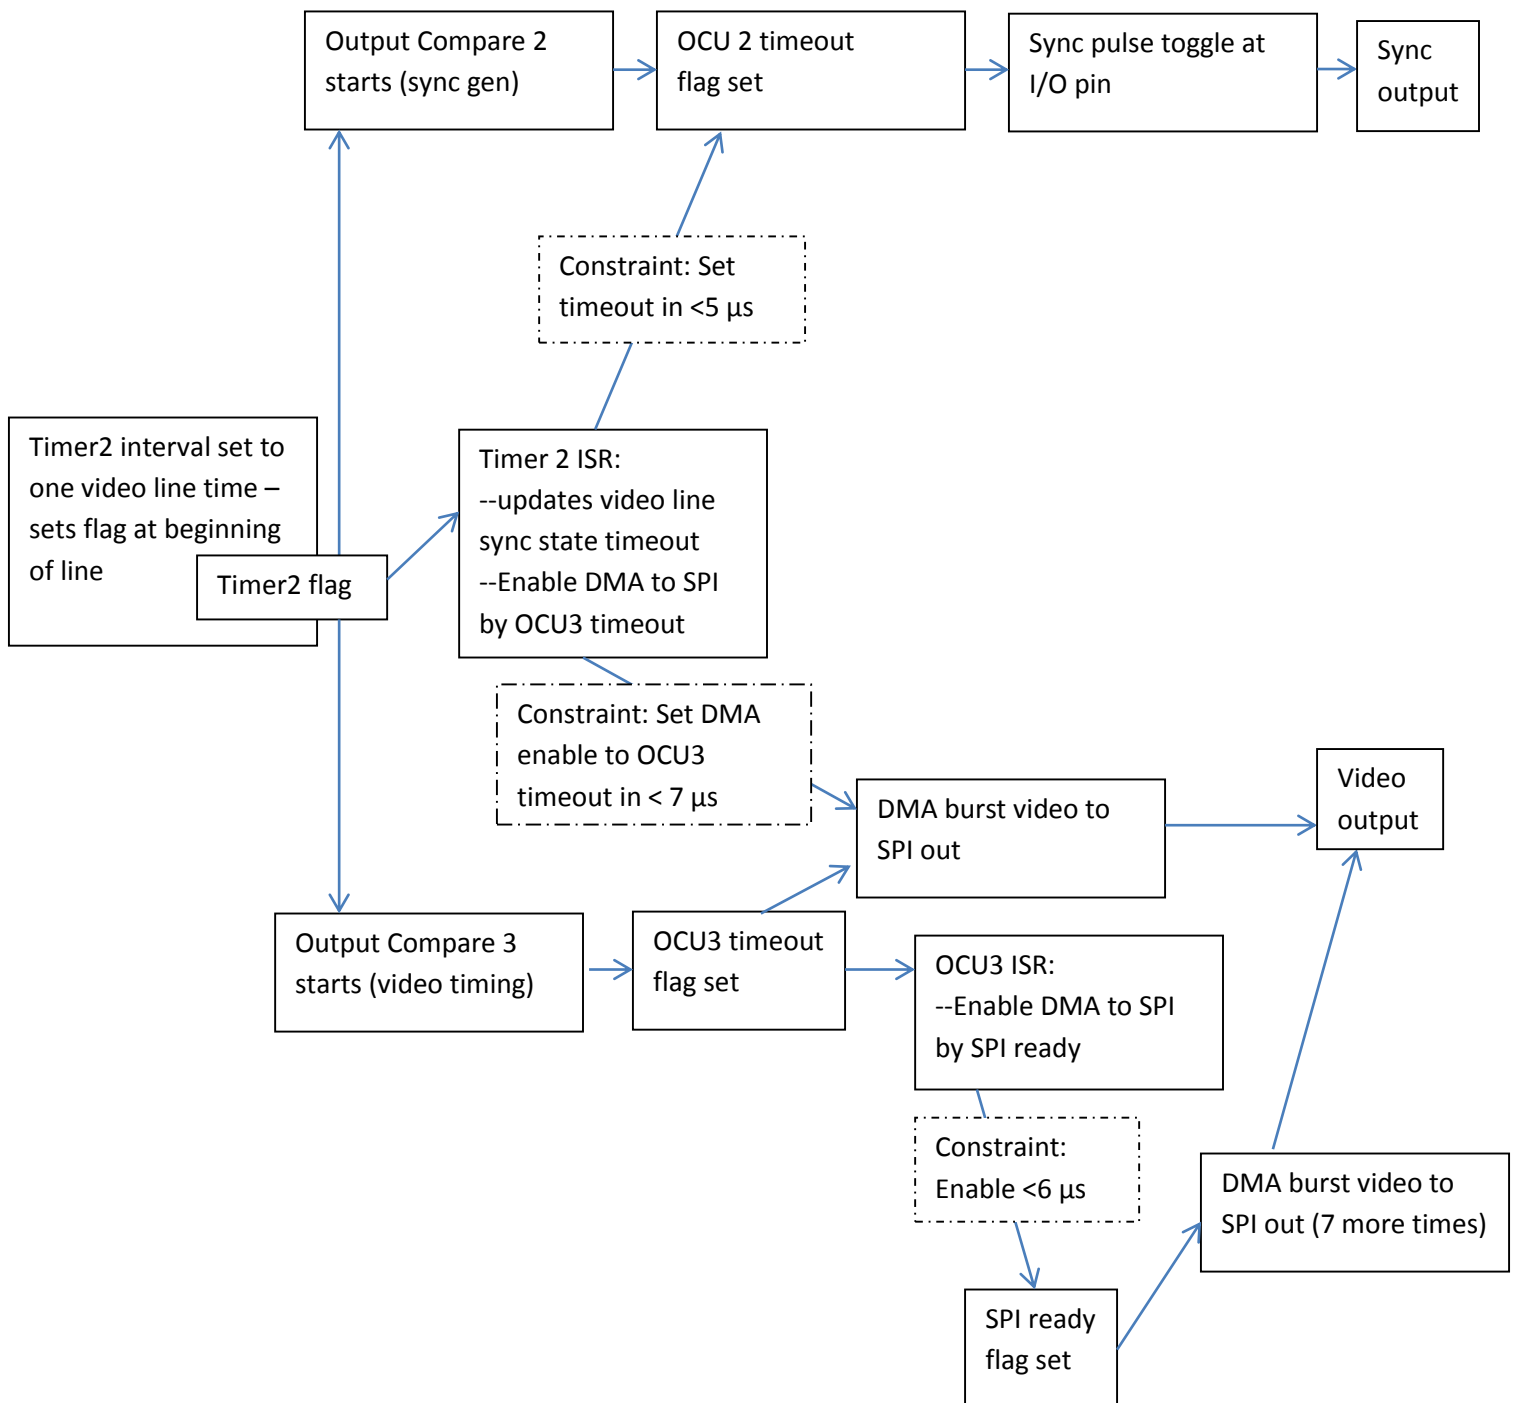 Output Compare 2
starts (sync gen)
OCU 2 timeout
flag set
Sync pulse toggle at
I/O pin
Sync
output
Constraint: Set
timeout in <5 µs
Timer2 interval set to
one video line time –
sets flag at beginning
of line
Timer2 flag
Timer 2 ISR:
--updates video line
sync state timeout
--Enable DMA to SPI
by OCU3 timeout
Constraint: Set DMA
enable to OCU3
timeout in < 7 µs
DMA burst video to
SPI out
Video
output
Output Compare 3
starts (video timing)
OCU3 timeout
flag set
OCU3 ISR:
--Enable DMA to SPI
by SPI ready
Constraint:
Enable <6 µs
DMA burst video to
SPI out (7 more times)
SPI ready
flag set